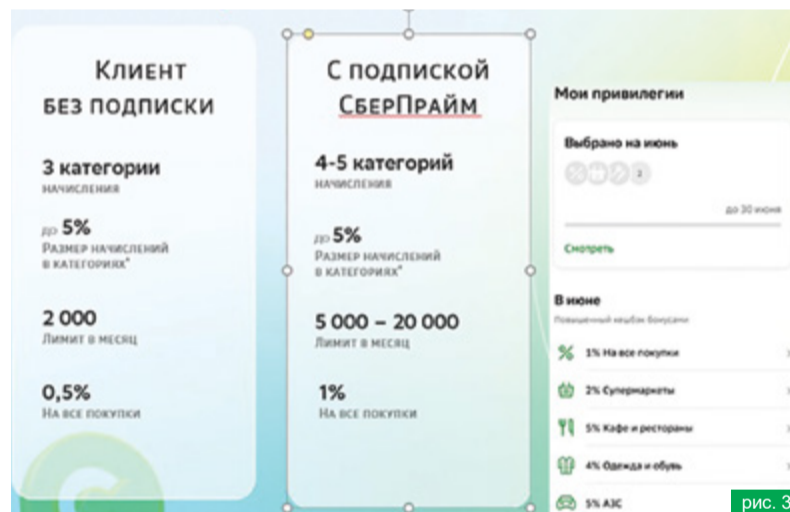 Клиент
без подписки
3 категории
начисления
до 5%
Размер начислений
в категориях*
2 000
Лимит в месяц
0,5%
На все покупки
С подпиской
СберПрайм
4-5 категорий
начисления
до 5%
Размер начислений
в категориях*
5 000 – 20 000
Лимит в месяц
1%
На все покупки
Мои привилегии
Выбрано на июнь
2
до 30 июня
Смотреть
В июне
Повышенный кешбэк бонусами
1% На все покупки
2% Супермаркеты
5% Кафе и рестораны
4% Одежда и обувь
5% АЗС
рис. 3